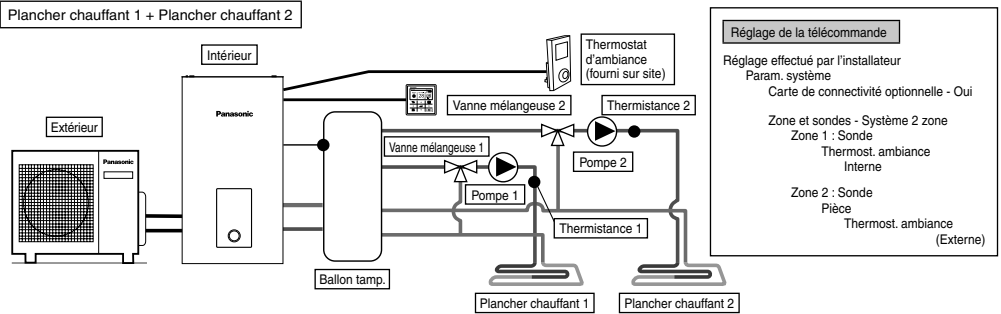 Plancher chauffant 1 + Plancher chauffant 2
Intérieur
Thermostat
d'ambiance
(fourni sur site)
Panasonic
Extérieur
Panasonic
Vanne mélangeuse 2
Thermistance 2
Vanne mélangeuse 1
Pompe 2
Pompe 1
Thermistance 1
Ballon tamp.
Plancher chauffant 1
Plancher chauffant 2
Réglage de la télécommande
Réglage effectué par l'installateur
Param. système
Carte de connectivité optionnelle - Oui
Zone et sondes - Système 2 zone
Zone 1 : Sonde
Thermost. ambiance
Interne
Zone 2 : Sonde
Pièce
Thermost. ambiance
(Externe)